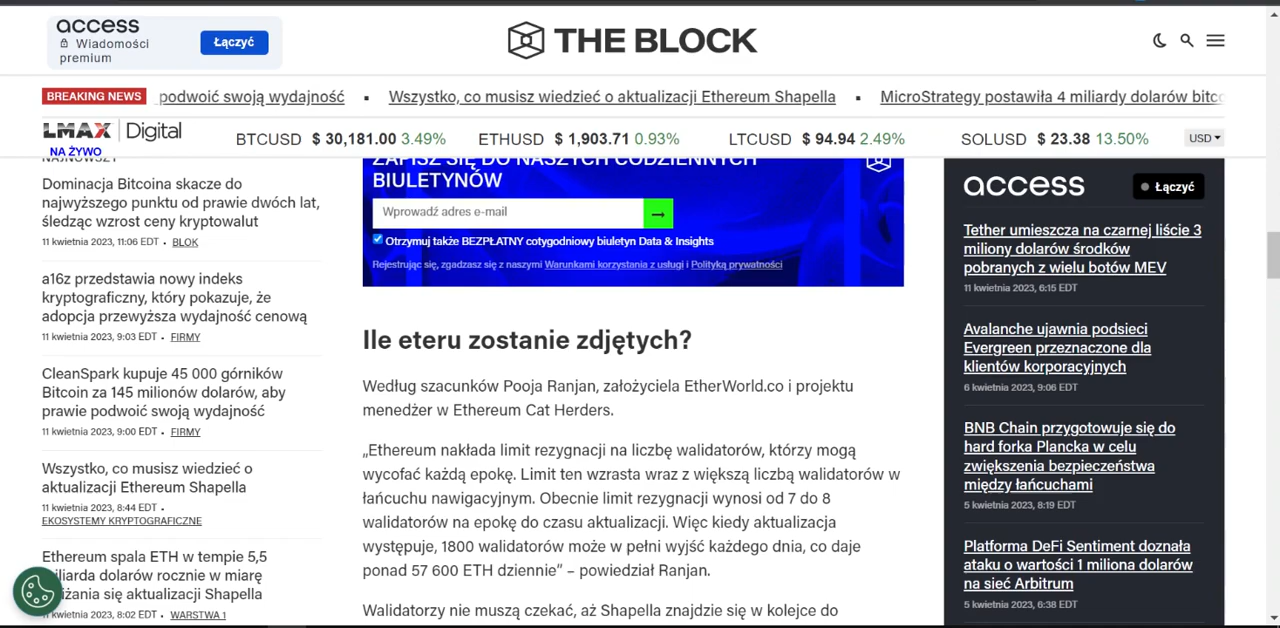 access
Wiadomości
premium
Łączyć
THE BLOCK
BREAKING NEWS
podwoić swoją wydajność ▪ Wszystko, co musisz wiedzieć o aktualizacji Ethereum Shapella ▪ MicroStrategy postawiła 4 miliardy dolarów bitco
LMAX Digital
NA ŻYWO
BTCUSD $ 30,181.00 3.49% ETHUSD $ 1,903.71 0.93% LTCUSD $ 94.94 2.49% SOLUSD $ 23.38 13.50% USD
NAJNOWSZY
Dominacja Bitcoina skacze do
najwyższego punktu od prawie dwóch lat,
śledząc wzrost ceny kryptowalut
11 kwietnia 2023, 11:06 EDT • BLOK
a16z przedstawia nowy indeks
kryptograficzny, który pokazuje, że
adopcja przewyższa wydajność cenową
11 kwietnia 2023, 9:03 EDT • FIRMY
CleanSpark kupuje 45 000 górników
Bitcoin za 145 milionów dolarów, aby
prawie podwoić swoją wydajność
11 kwietnia 2023, 9:00 EDT • FIRMY
Wszystko, co musisz wiedzieć o
aktualizacji Ethereum Shapella
11 kwietnia 2023, 8:44 EDT •
EKOSYSTEMY KRYPTOGRAFICZNE
Ethereum spala ETH w tempie 5,5
miliarda dolarów rocznie w miarę
zbliżania się aktualizacji Shapella
kwietnia 2023, 8:02 EDT • WARSTWA 1
ZAPISZ SIĘ DO NASZYCH CODZIENNYCH
BIULETYNÓW
Wprowadź adres e-mail
→
Otrzymuj także BEZPŁATNY cotygodniowy biuletyn Data & Insights
Rejestrując się, zgadzasz się z naszymi Warunkami korzystania z usługi i Polityką prywatności
Ile eteru zostanie zdjętych?
Według szacunków Pooja Ranjan, założyciela EtherWorld.co i projektu
menedżer w Ethereum Cat Herders.
„Ethereum nakłada limit rezygnacji na liczbę walidatorów, którzy mogą
wycofać każdą epokę. Limit ten wzrasta wraz z większą liczbą walidatorów w
łańcuchu nawigacyjnym. Obecnie limit rezygnacji wynosi od 7 do 8
walidatorów na epokę do czasu aktualizacji. Więc kiedy aktualizacja
występuje, 1800 walidatorów może w pełni wyjść każdego dnia, co daje
ponad 57 600 ETH dziennie” – powiedział Ranjan.
Walidatorzy nie muszą czekać, aż Shapella znajdzie się w kolejce do
access
Łączyć
Tether umieszcza na czarnej liście 3
miliony dolarów środków
pobranych z wielu botów MEV
11 kwietnia 2023, 6:15 EDT
Avalanche ujawnia podsieci
Evergreen przeznaczone dla
klientów korporacyjnych
6 kwietnia 2023, 9:06 EDT
BNB Chain przygotowuje się do
hard forka Plancka w celu
zwiększenia bezpieczeństwa
między łańcuchami
5 kwietnia 2023, 8:19 EDT
Platforma DeFi Sentiment doznała
ataku o wartości 1 miliona dolarów
na sieć Arbitrum
5 kwietnia 2023, 6:38 EDT